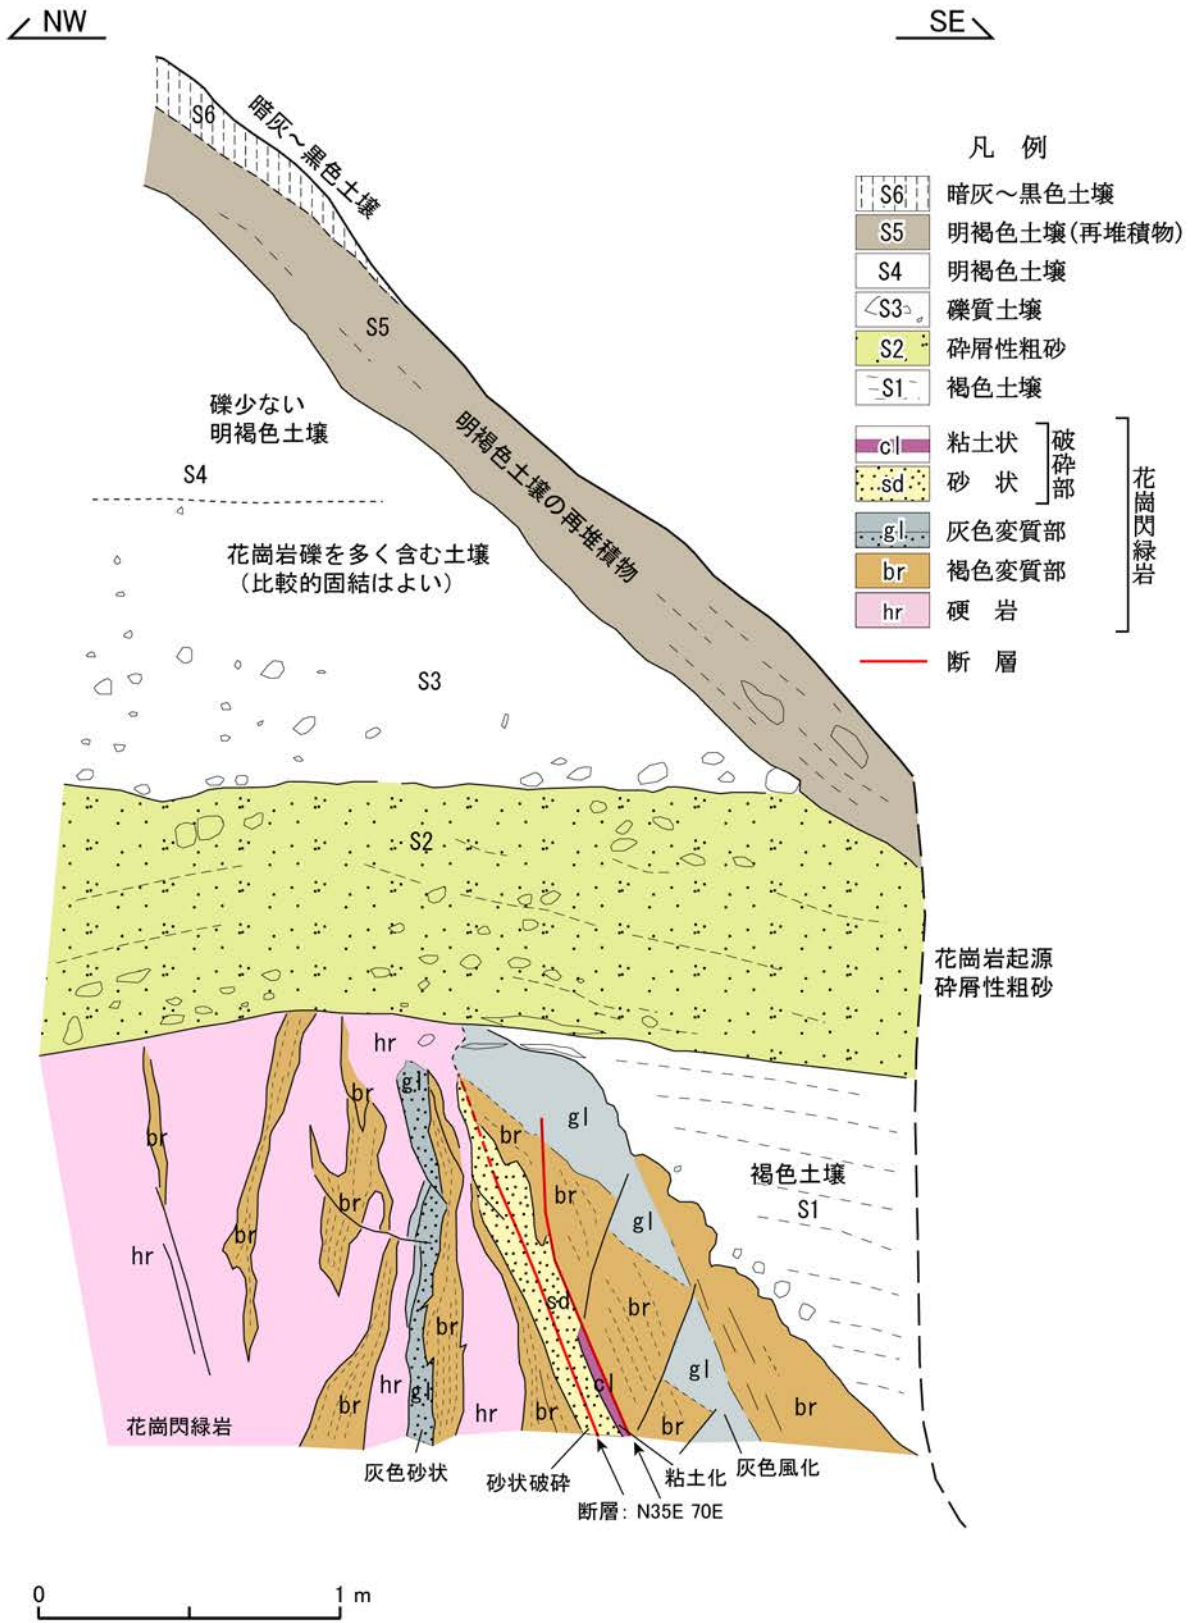 NW
SE
S6
暗灰～黒色土壌
S5
明褐色土壌の再堆積物
礫少ない
明褐色土壌
S4
花崗岩礫を多く含む土壌
（比較的固結はよい）
S3
S2
花崗岩起源
砕屑性粗砂
凡　例
S6 暗灰～黒色土壌
S5 明褐色土壌（再堆積物）
S4 明褐色土壌
S3 礫質土壌
S2 砕屑性粗砂
S1 褐色土壌
cl 粘土状
sd 砂　状
破砕部
gl 灰色変質部
br 褐色変質部
hr 硬　岩
花崗閃緑岩
断　層
hr
gl
br
br
gl
br
br
褐色土壌
S1
br
gl
br
hr
sd
br
br
gl
cl
hr
gl
br
hr
br
br
br
花崗閃緑岩
灰色砂状
砂状破砕
粘土化
灰色風化
断層： N35E 70E
0
1 m